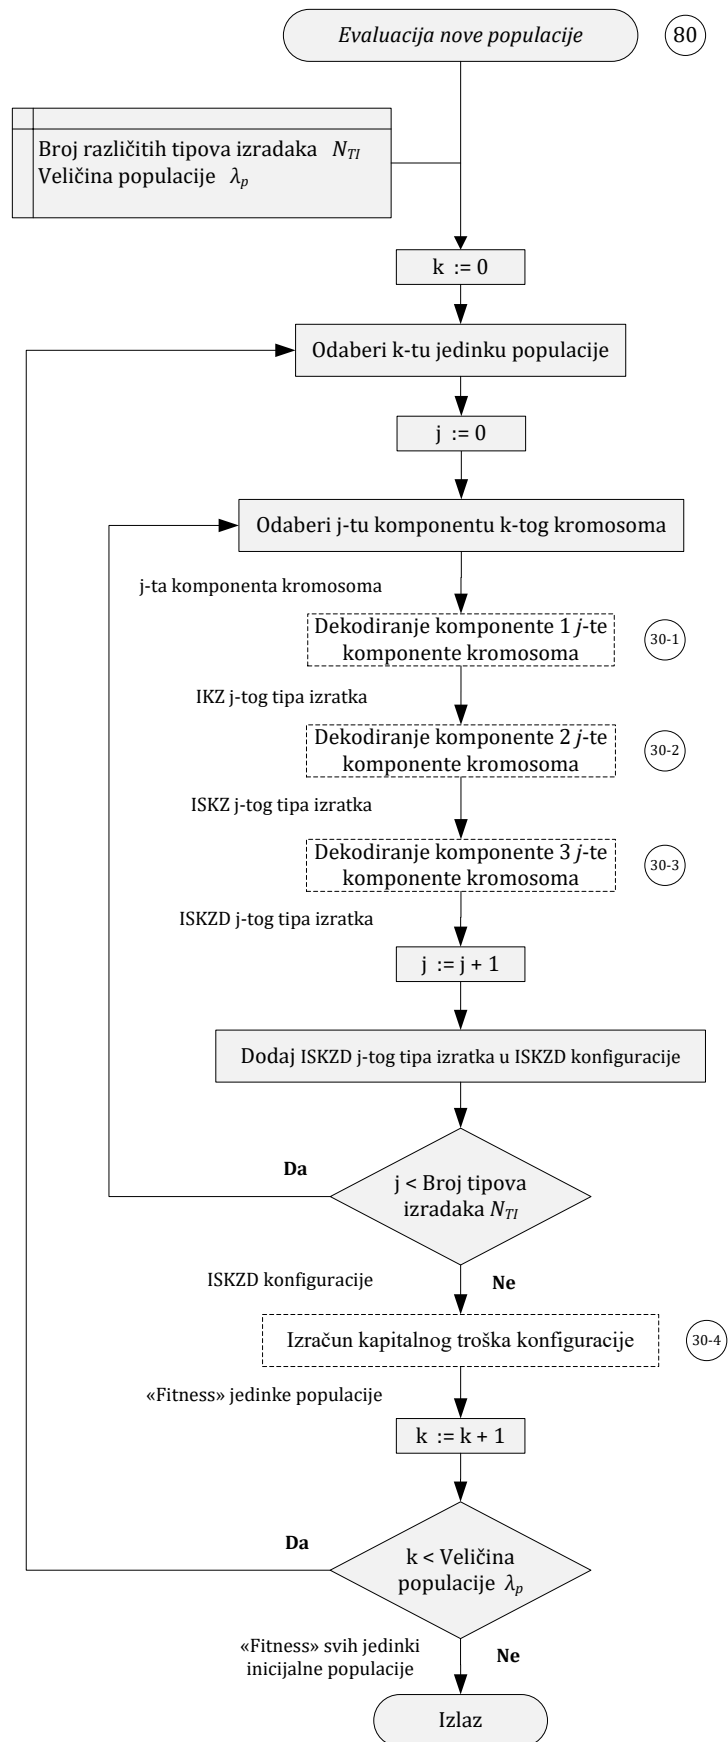 Evaluacija nove populacije
80
Broj različitih tipova izradaka N_TI
Veličina populacije λ_p
k := 0
Odaberi k-tu jedinku populacije
j := 0
Odaberi j-tu komponentu k-tog kromosoma
j-ta komponenta kromosoma
Dekodiranje komponente 1 j-te
komponente kromosoma
30-1
IKZ j-tog tipa izratka
Dekodiranje komponente 2 j-te
komponente kromosoma
30-2
ISKZ j-tog tipa izratka
Dekodiranje komponente 3 j-te
komponente kromosoma
30-3
ISKZD j-tog tipa izratka
j := j + 1
Dodaj ISKZD j-tog tipa izratka u ISKZD konfiguracije
Da
j < Broj tipova
izradaka N_TI
ISKZD konfiguracije
Ne
Izračun kapitalnog troška konfiguracije
30-4
«Fitness» jedinke populacije
k := k + 1
Da
k < Veličina
populacije λ_p
«Fitness» svih jedinki
inicijalne populacije
Ne
Izlaz